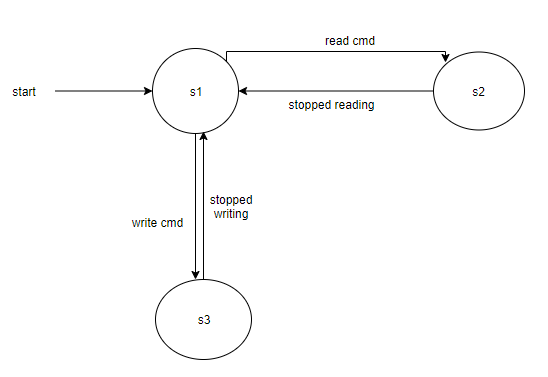 read cmd
start
s1
s2
stopped reading
stopped
writing
write cmd
s3